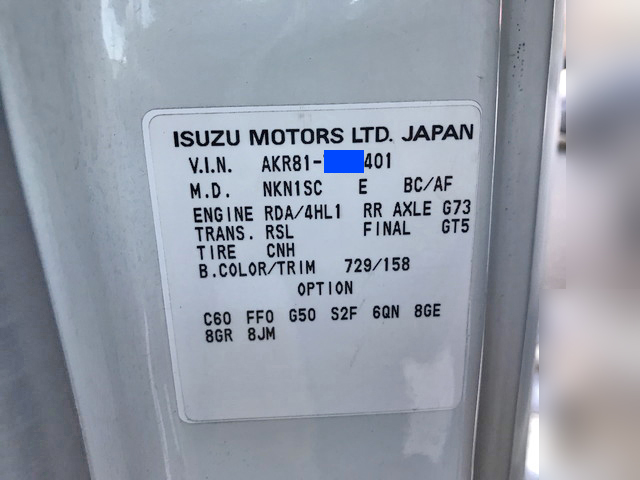 ISUZU MOTORS LTD. JAPAN
V.I.N. AKR81- 401
M.D. NKN1SC E BC/AF
ENGINE RDA/4HL1 RR AXLE G73
TRANS. RSL FINAL GT5
TIRE CNH
B.COLOR/TRIM 729/158
OPTION
C60 FF0 G50 S2F 6QN 8GE
8GR 8JM